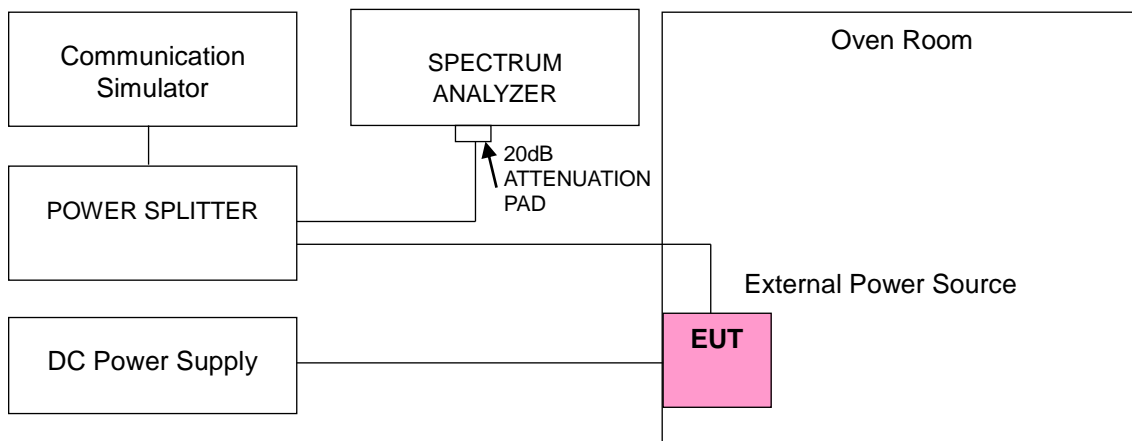 Communication
Simulator
SPECTRUM
ANALYZER
Oven Room
20dB
ATTENUATION
PAD
POWER SPLITTER
External Power Source
EUT
DC Power Supply